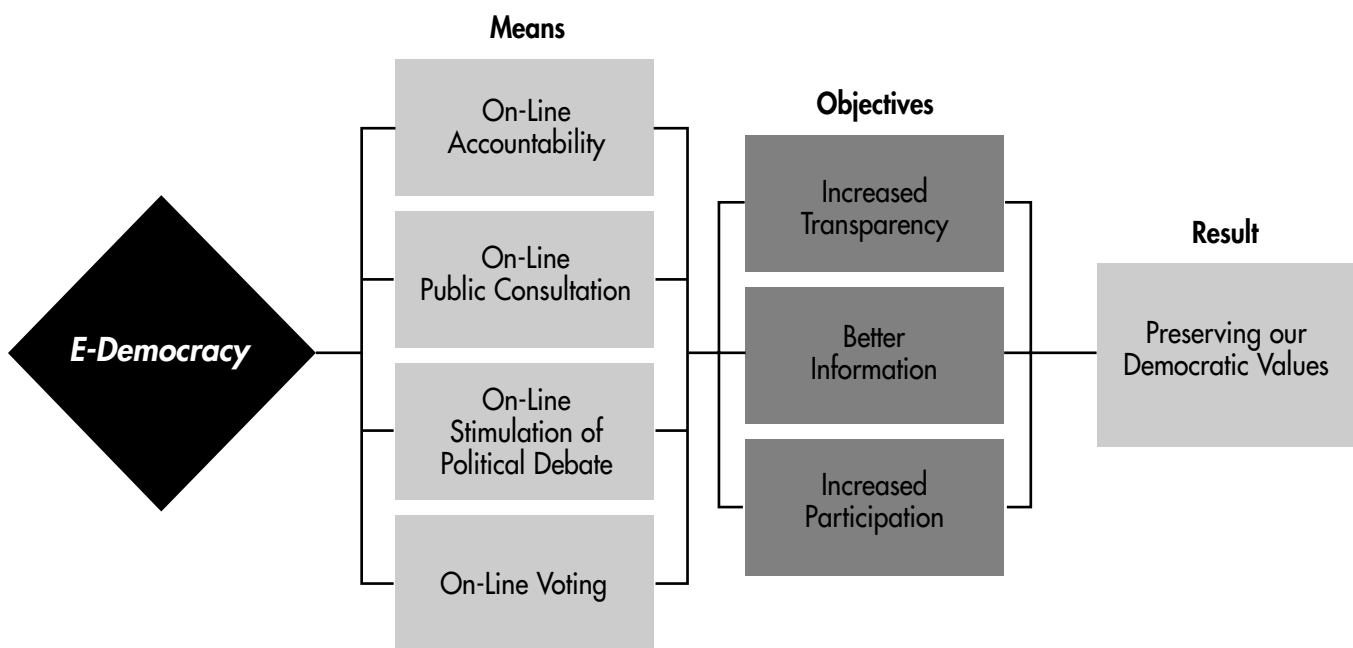 E-Democracy
Means
On-Line
Accountability
On-Line
Public Consultation
On-Line
Stimulation of
Political Debate
On-Line Voting
Objectives
Increased
Transparency
Better
Information
Increased
Participation
Result
Preserving our
Democratic Values